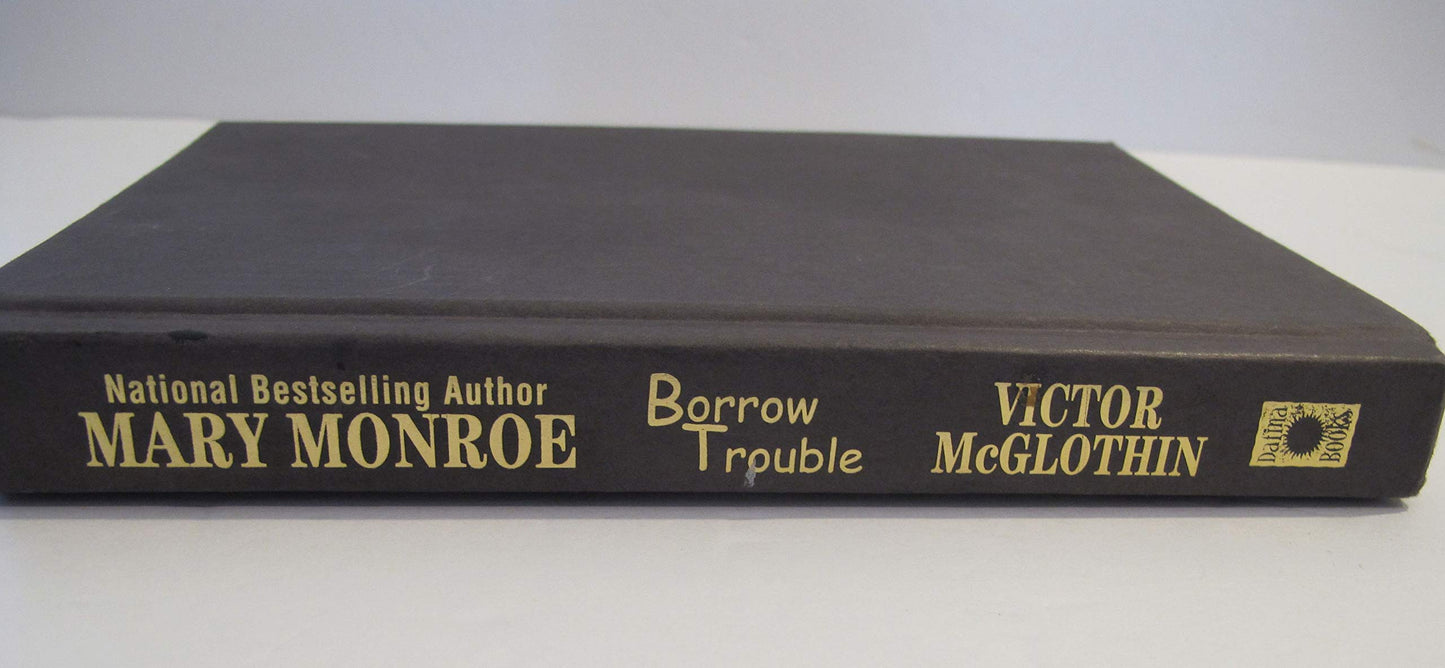 National Bestselling Author
MARY MONROE
Borrow
Trouble
VICTOR
McGLOTHIN
Dafina
BOOKS